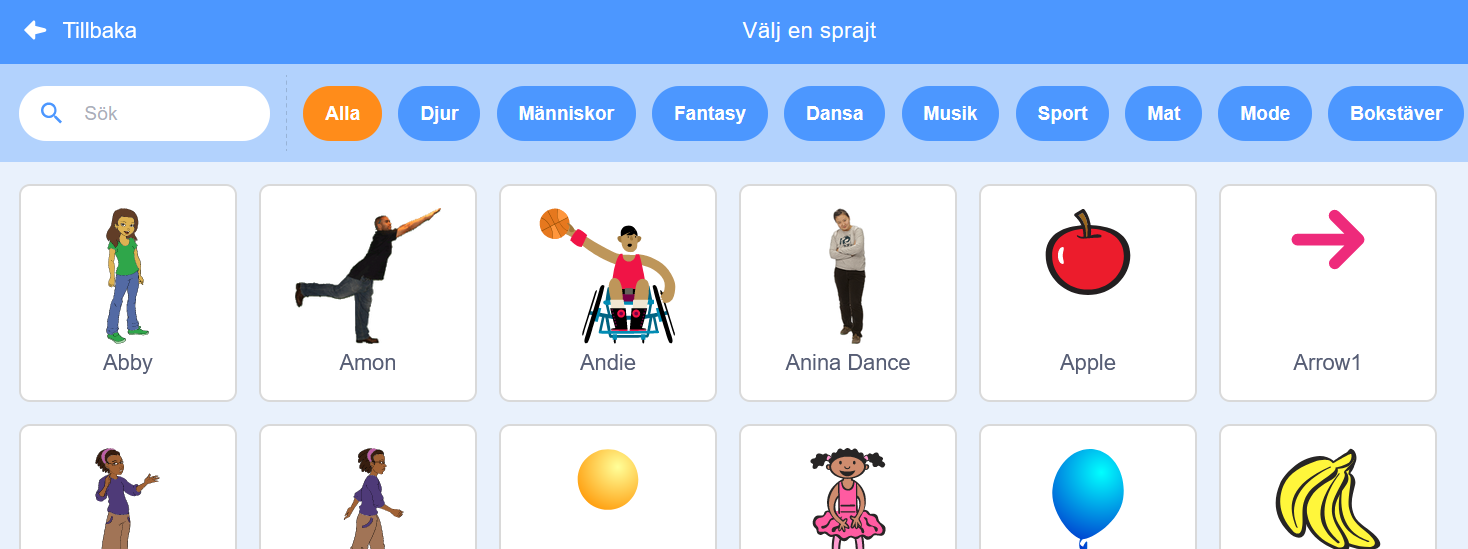 Tillbaka
Välj en sprajt
Sök
Alla
Djur
Människor
Fantasy
Dansa
Musik
Sport
Mat
Mode
Bokstäver
Abby
Amon
Andie
Anina Dance
Apple
Arrow1